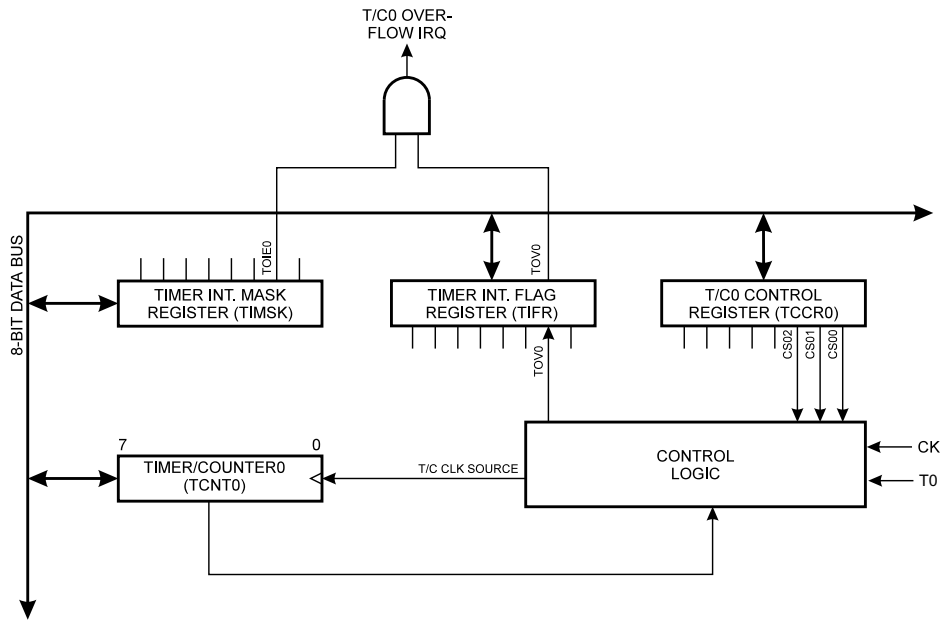 T/C0 OVER-
FLOW IRQ
8-BIT DATA BUS
TOIE0
TOV0
TIMER INT. MASK
REGISTER (TIMSK)
TIMER INT. FLAG
REGISTER (TIFR)
T/C0 CONTROL
REGISTER (TCCR0)
TOV0
CS02
CS01
CS00
7
0
TIMER/COUNTER0
(TCNT0)
T/C CLK SOURCE
CONTROL
LOGIC
CK
T0